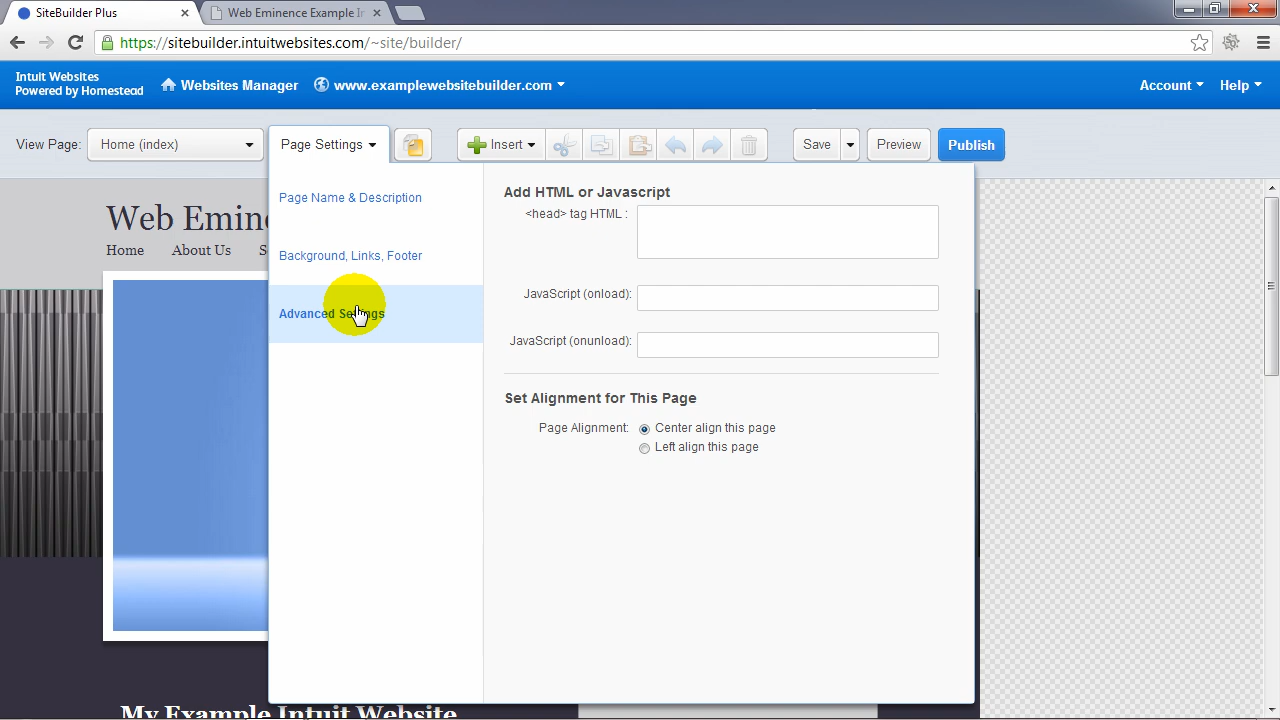 SiteBuilder Plus
Web Eminence Example In
https://sitebuilder.intuitwebsites.com/~site/builder/
Intuit Websites
Powered by Homestead
Websites Manager
www.examplewebsitebuilder.com
Account
Help
View Page:
Home (index)
Page Settings
Insert
Save
Preview
Publish
Web Emine
Home
About Us
S
Page Name & Description
Background, Links, Footer
Advanced Settings
Add HTML or Javascript
<head> tag HTML :
JavaScript (onload):
JavaScript (onunload):
Set Alignment for This Page
Page Alignment:
Center align this page
Left align this page
My Example Intuit Website